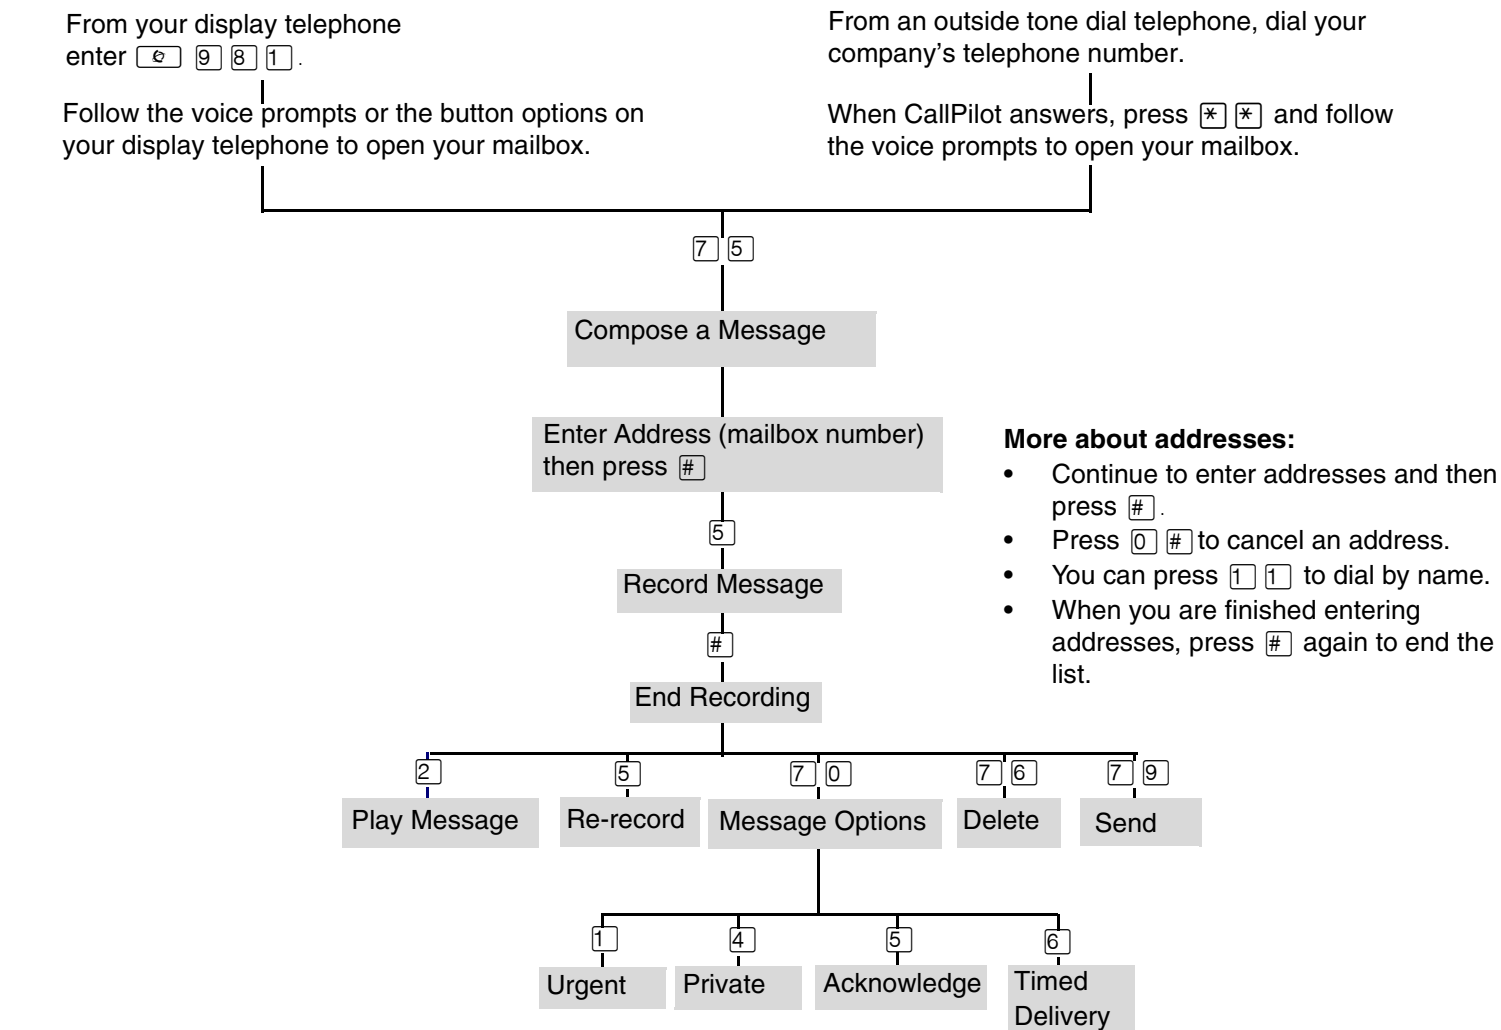 From your display telephone
enter 9 8 1 .
Follow the voice prompts or the button options on
your display telephone to open your mailbox.
From an outside tone dial telephone, dial your
company’s telephone number.
When CallPilot answers, press * * and follow
the voice prompts to open your mailbox.
7 5
Compose a Message
Enter Address (mailbox number)
then press #
5
Record Message
#
End Recording
More about addresses:
• Continue to enter addresses and then
press # .
• Press 0 # to cancel an address.
• You can press 1 1 to dial by name.
• When you are finished entering
addresses, press # again to end the
list.
2
Play Message
5
Re-record
7 0
Message Options
7 6
Delete
7 9
Send
1
Urgent
4
Private
5
Acknowledge
6
Timed
Delivery